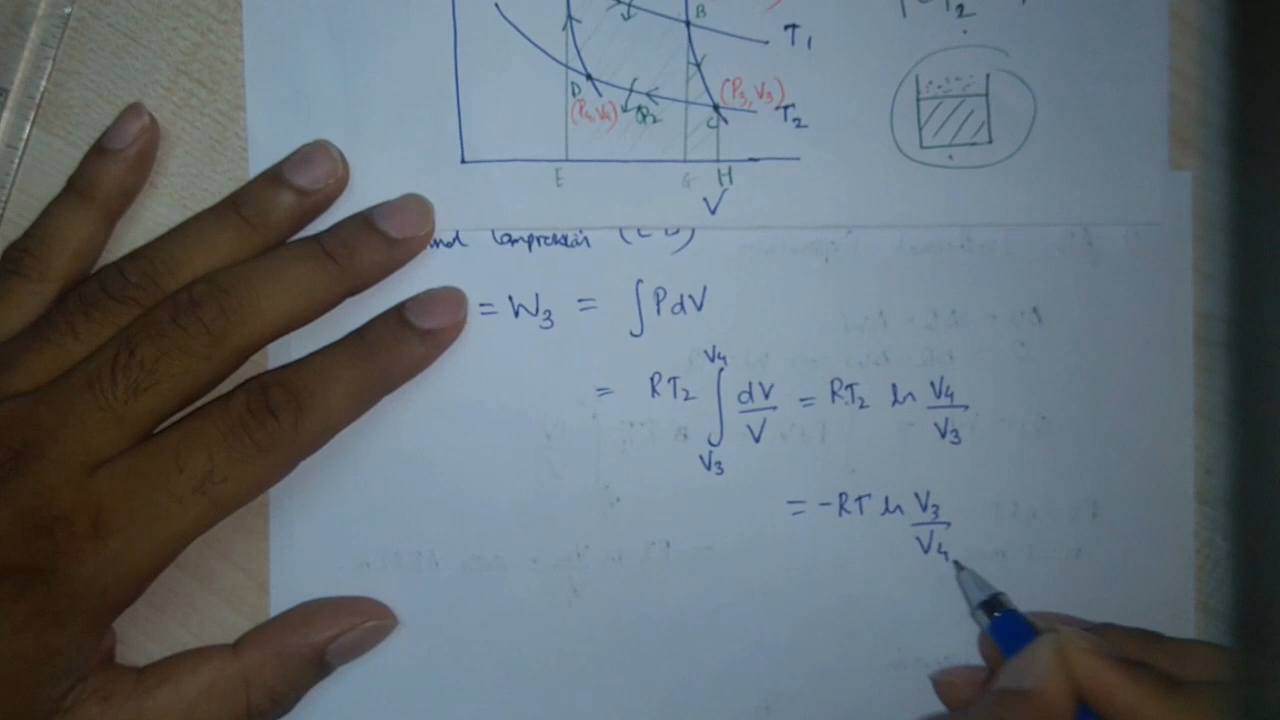 B
T₁
T₂
D
(P₄,V₄)
(P₃,V₃)
C
T₂
E
G
H
V
Compression
= W₃ = ∫PdV
= RT₂ ∫_{V₃}^{V₄} dV/V = RT₂ ln V₄/V₃
= -RT ln V₃/V₄